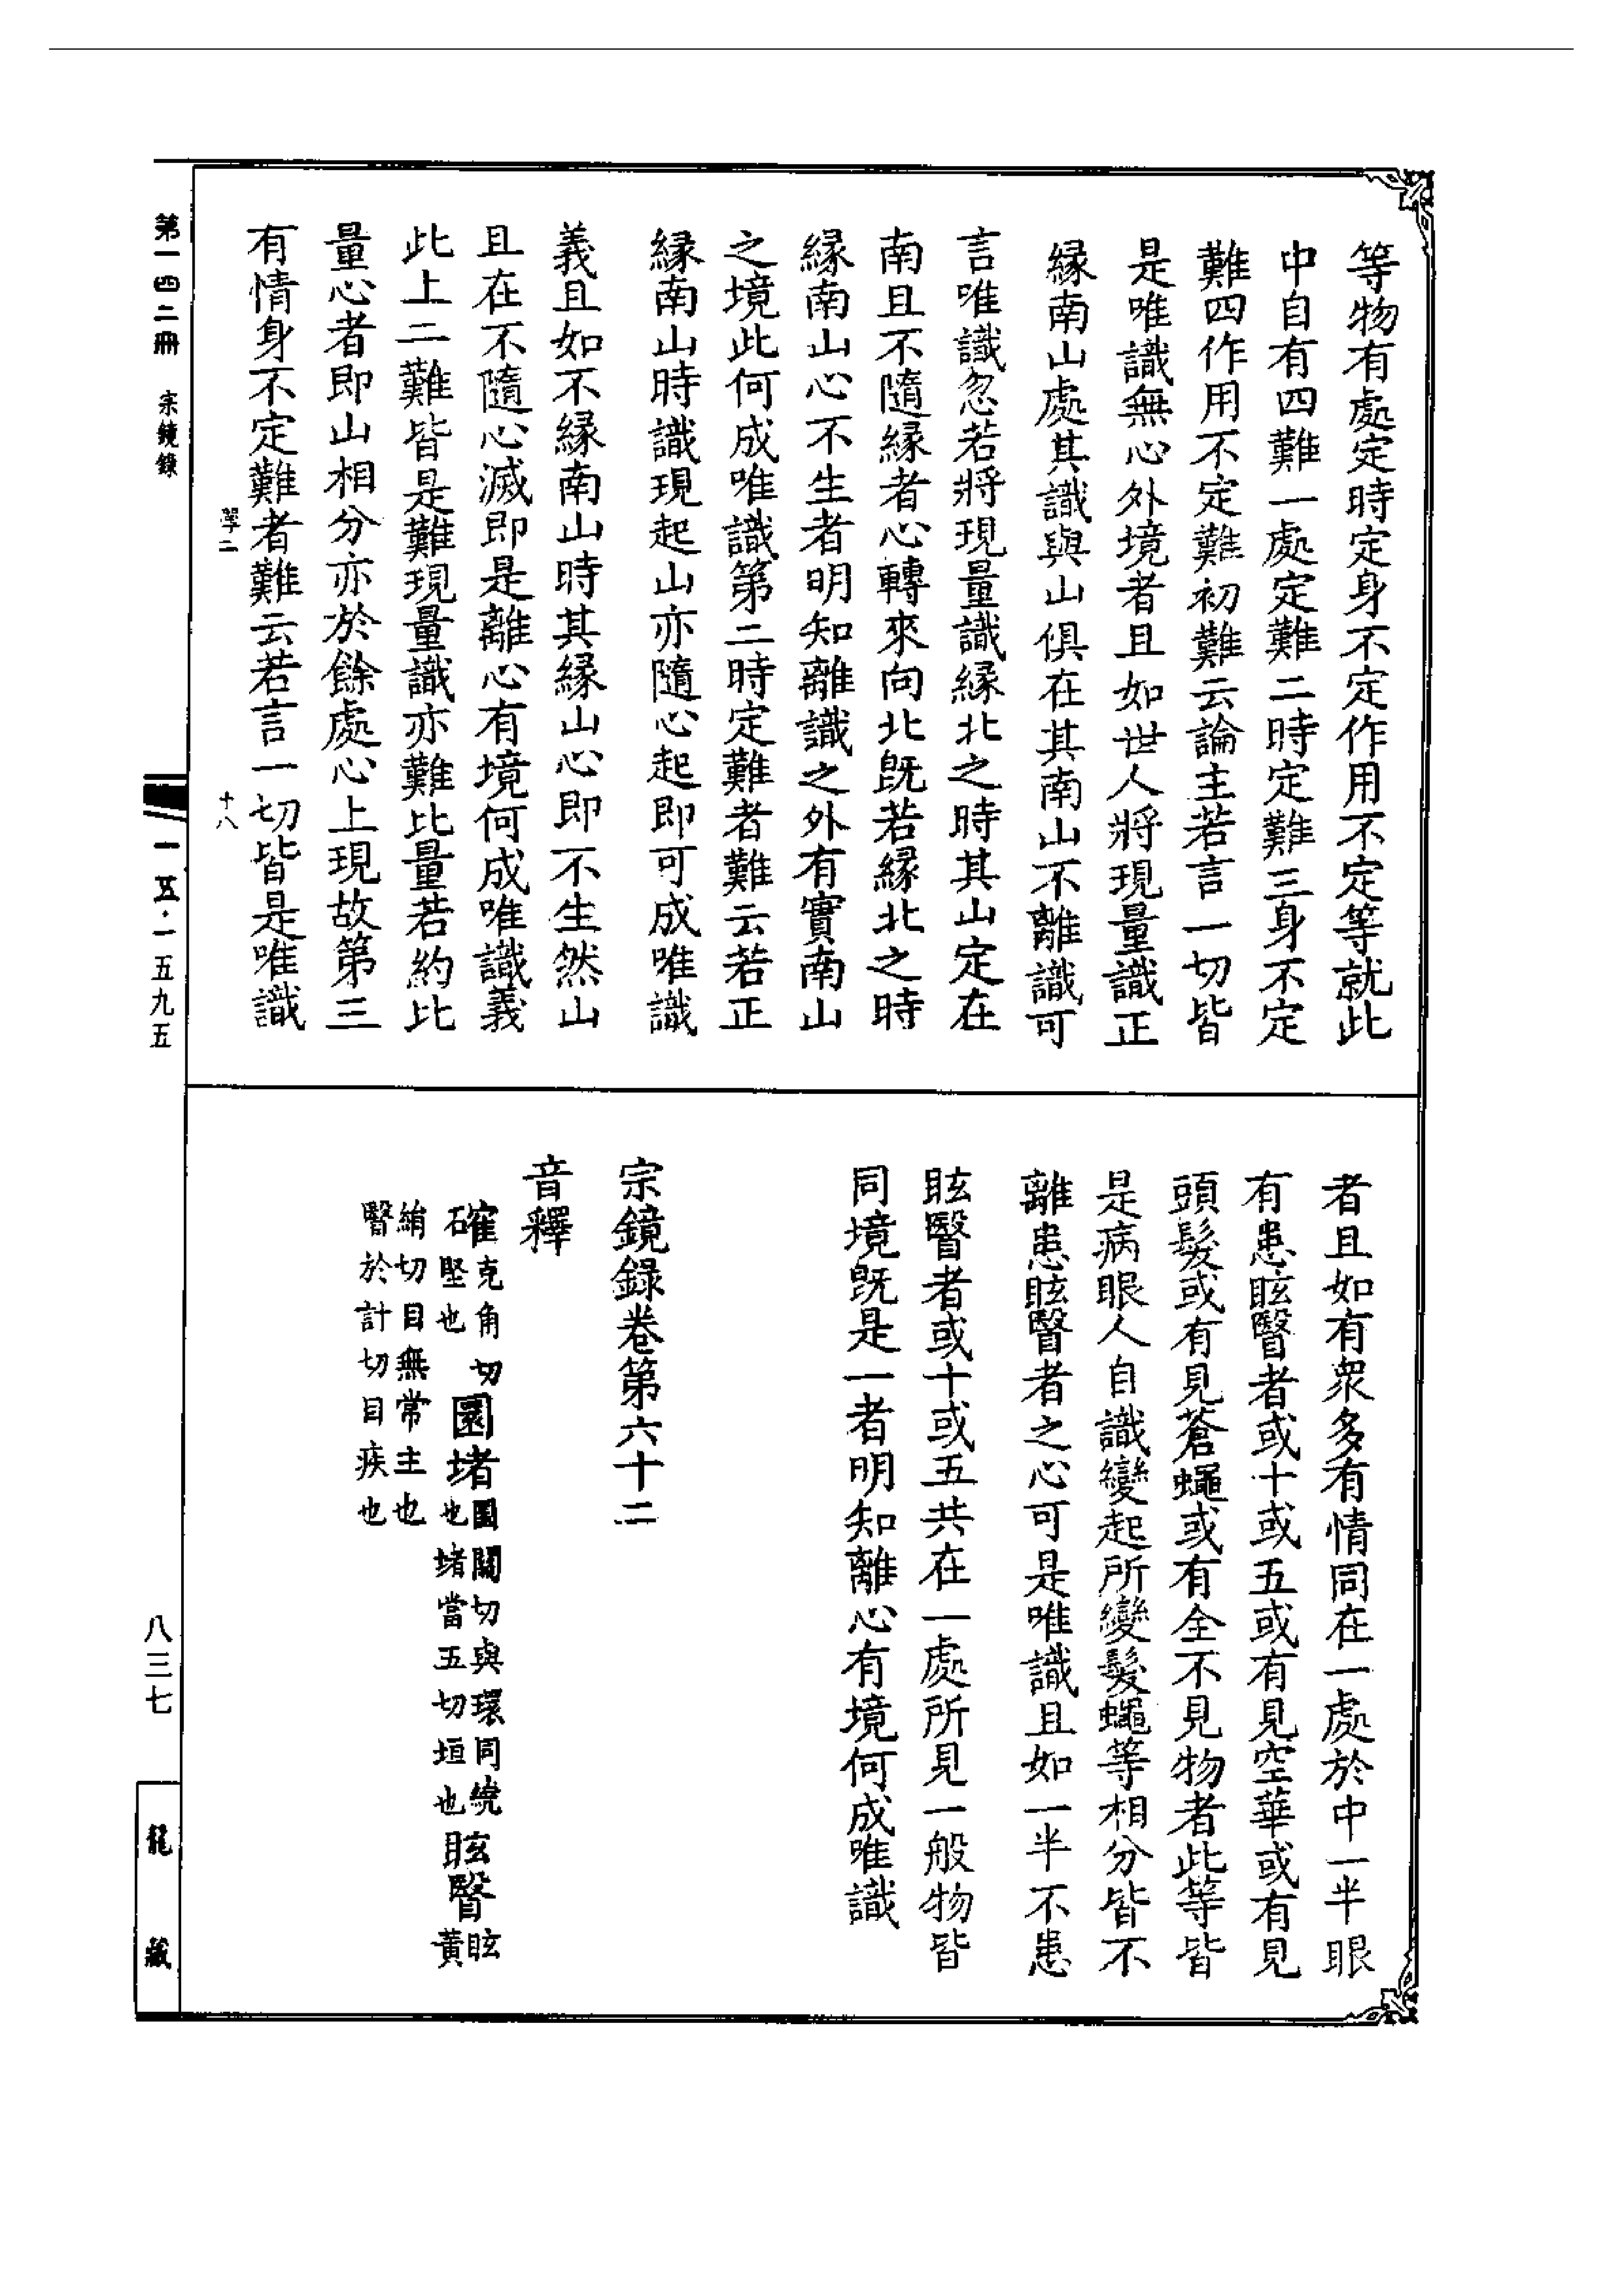 等物有處定時定身不定作用不定等就此
中自有四難一處定難二時定難三身不定
難四作用不定難初難云論主若言一切皆
是唯識無心外境者且如世人將現量識正
緣南山處其識與山俱在其南山不離識可
言唯識忽若將現量識緣北之時其山定在
南且不隨緣者心轉來向北既若緣北之時
緣南山心不生者明知離識之外有實南山
之境此何成唯識第二時定難者難云若正
緣南山時識現起山亦隨心起即可成唯識
義且如不緣南山時其緣山心即不生然山
且在不隨心滅即是離心有境何成唯識義
此上二難皆是難現量識亦難比量若約比
量心者即山相分亦於餘處心上現故第三
有情身不定難者難云若言一切皆是唯識
學二 十八
者且如有眾多有情同在一處於中一半眼
有患眩瞖者或十或五或有見空華或有見
頭髮或有見蒼蠅或有全不見物者此等皆
是病眼人自識變起所變髮蠅等相分皆不
離患眩瞖者之心可是唯識且如一半不患
眩瞖者或十或五共在一處所見一般物皆
同境既是一者明知離心有境何成唯識
宗鏡錄卷第六十二
音釋
確克角切石堅也 圜堵圜闤切與環同繞也堵當五切垣也 眩瞖眩黃
絹切目無常主也瞖於計切目疾也
第一四二冊 宗鏡錄 一五·一五九五
八三七
龍藏